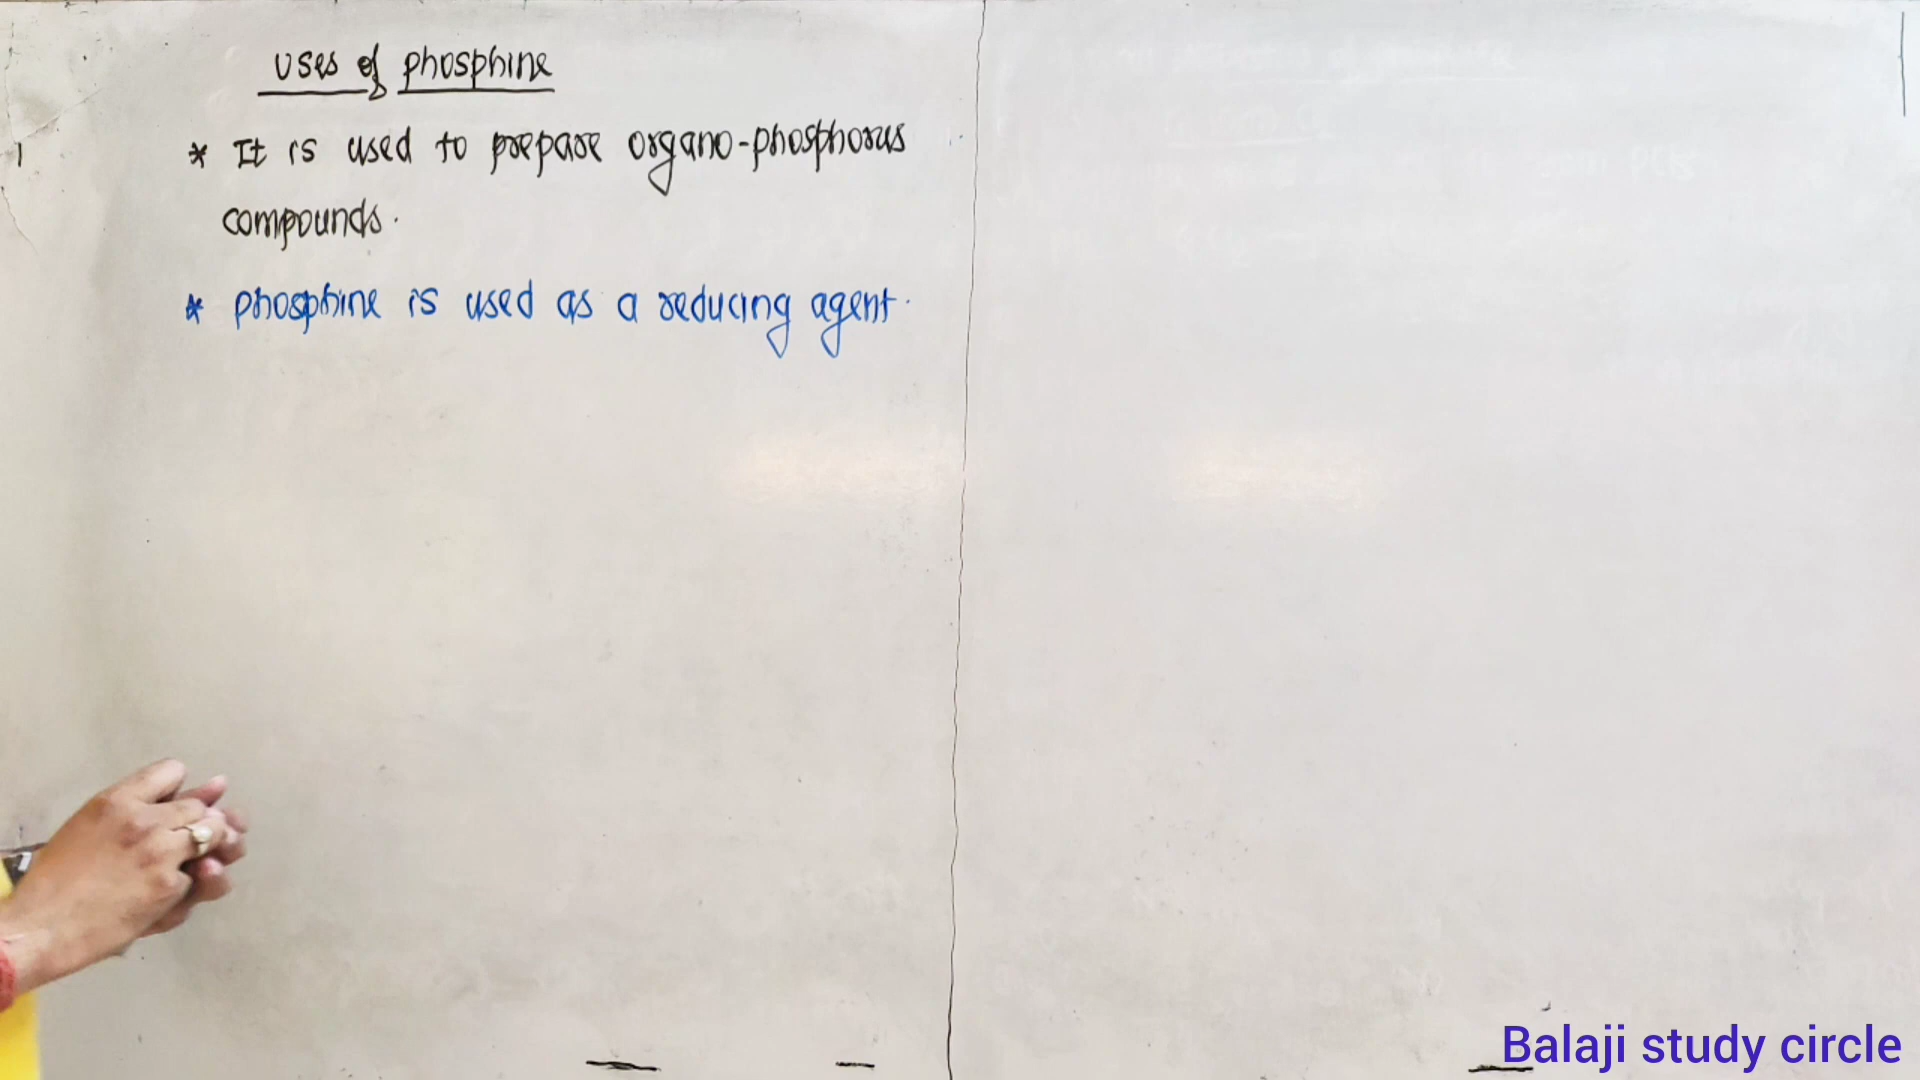 uses of phosphine
* It is used to prepare organo-phosphorus
compounds.
* phosphine is used as a reducing agent.
Balaji study circle